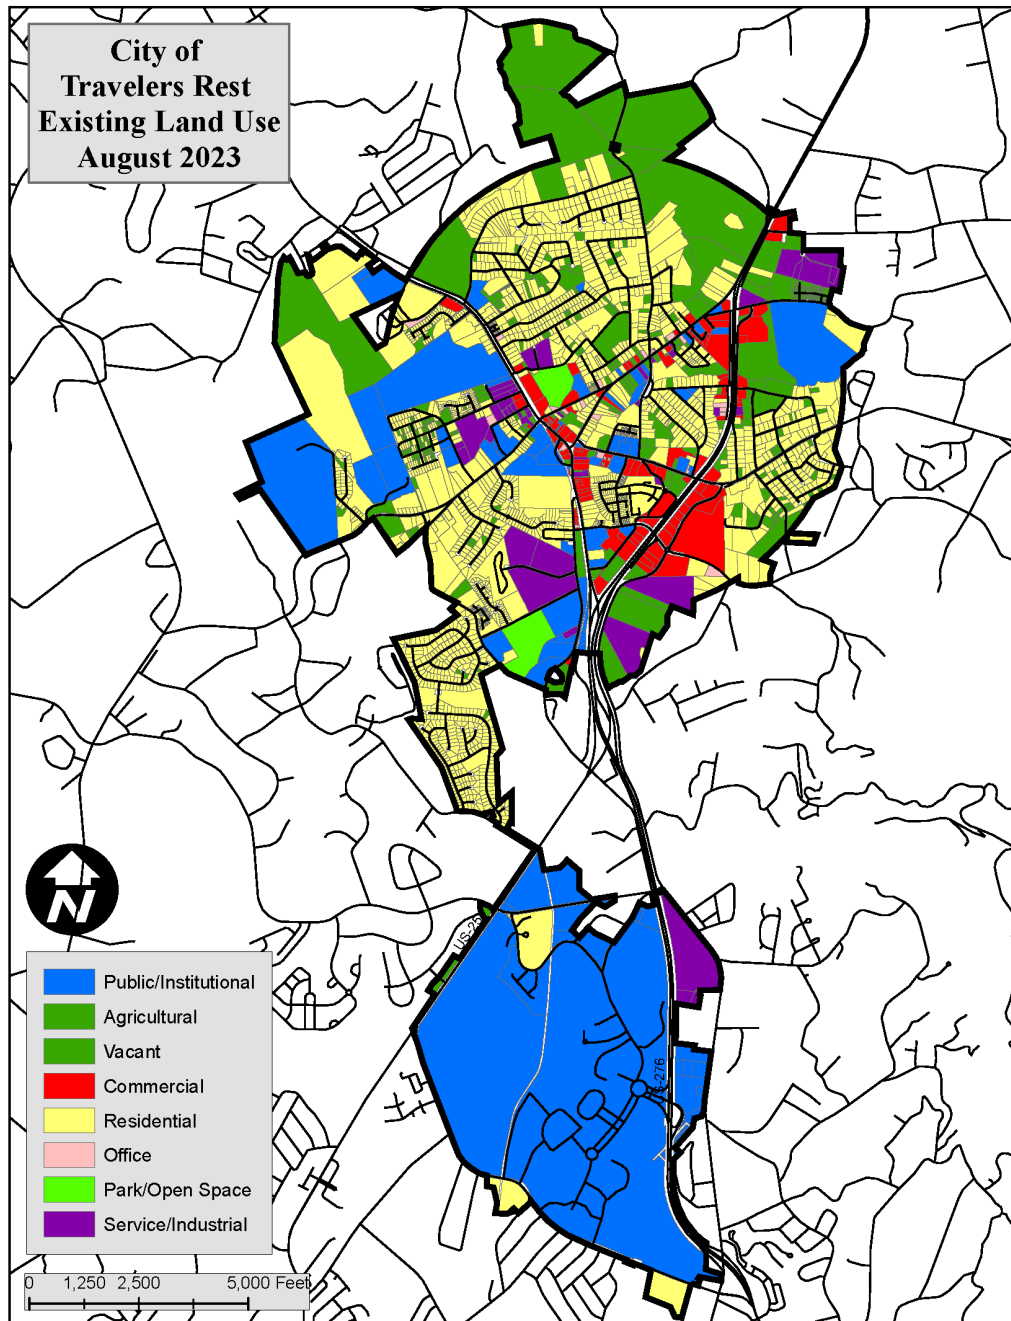 City of
Travelers Rest
Existing Land Use
August 2023
N
US-25
US-276
Public/Institutional
Agricultural
Vacant
Commercial
Residential
Office
Park/Open Space
Service/Industrial
0 1,250 2,500 5,000 Feet